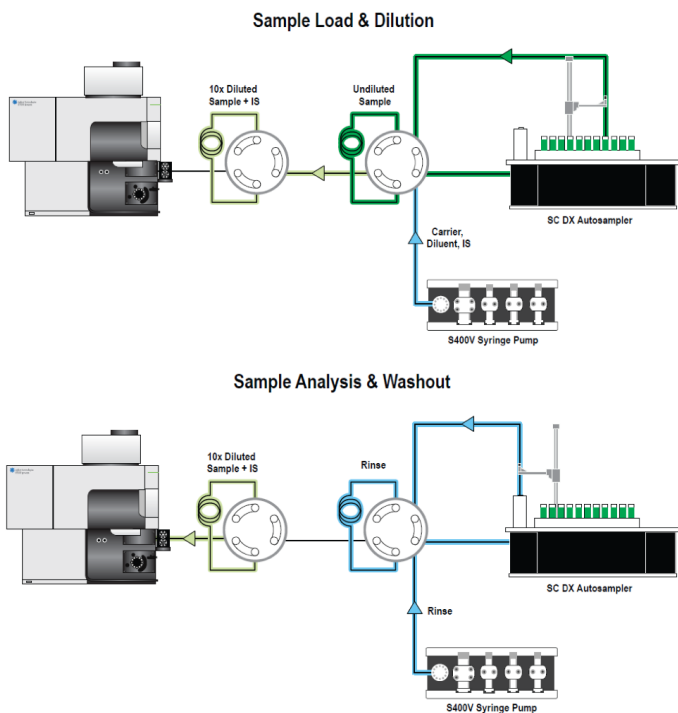 Sample Load & Dilution
10x Diluted
Sample + IS
Undiluted
Sample
SC DX Autosampler
Carrier,
Diluent, IS
S400V Syringe Pump
Sample Analysis & Washout
10x Diluted
Sample + IS
Rinse
SC DX Autosampler
Rinse
S400V Syringe Pump